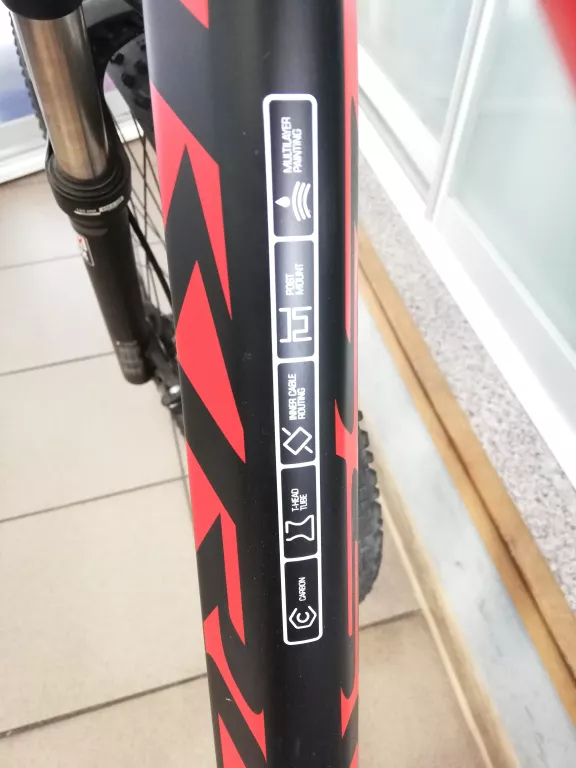 MULTILAYER
PAINTING
POST
MOUNT
INNER CABLE
ROUTING
T-HEAD
TUBE
C
CARBON